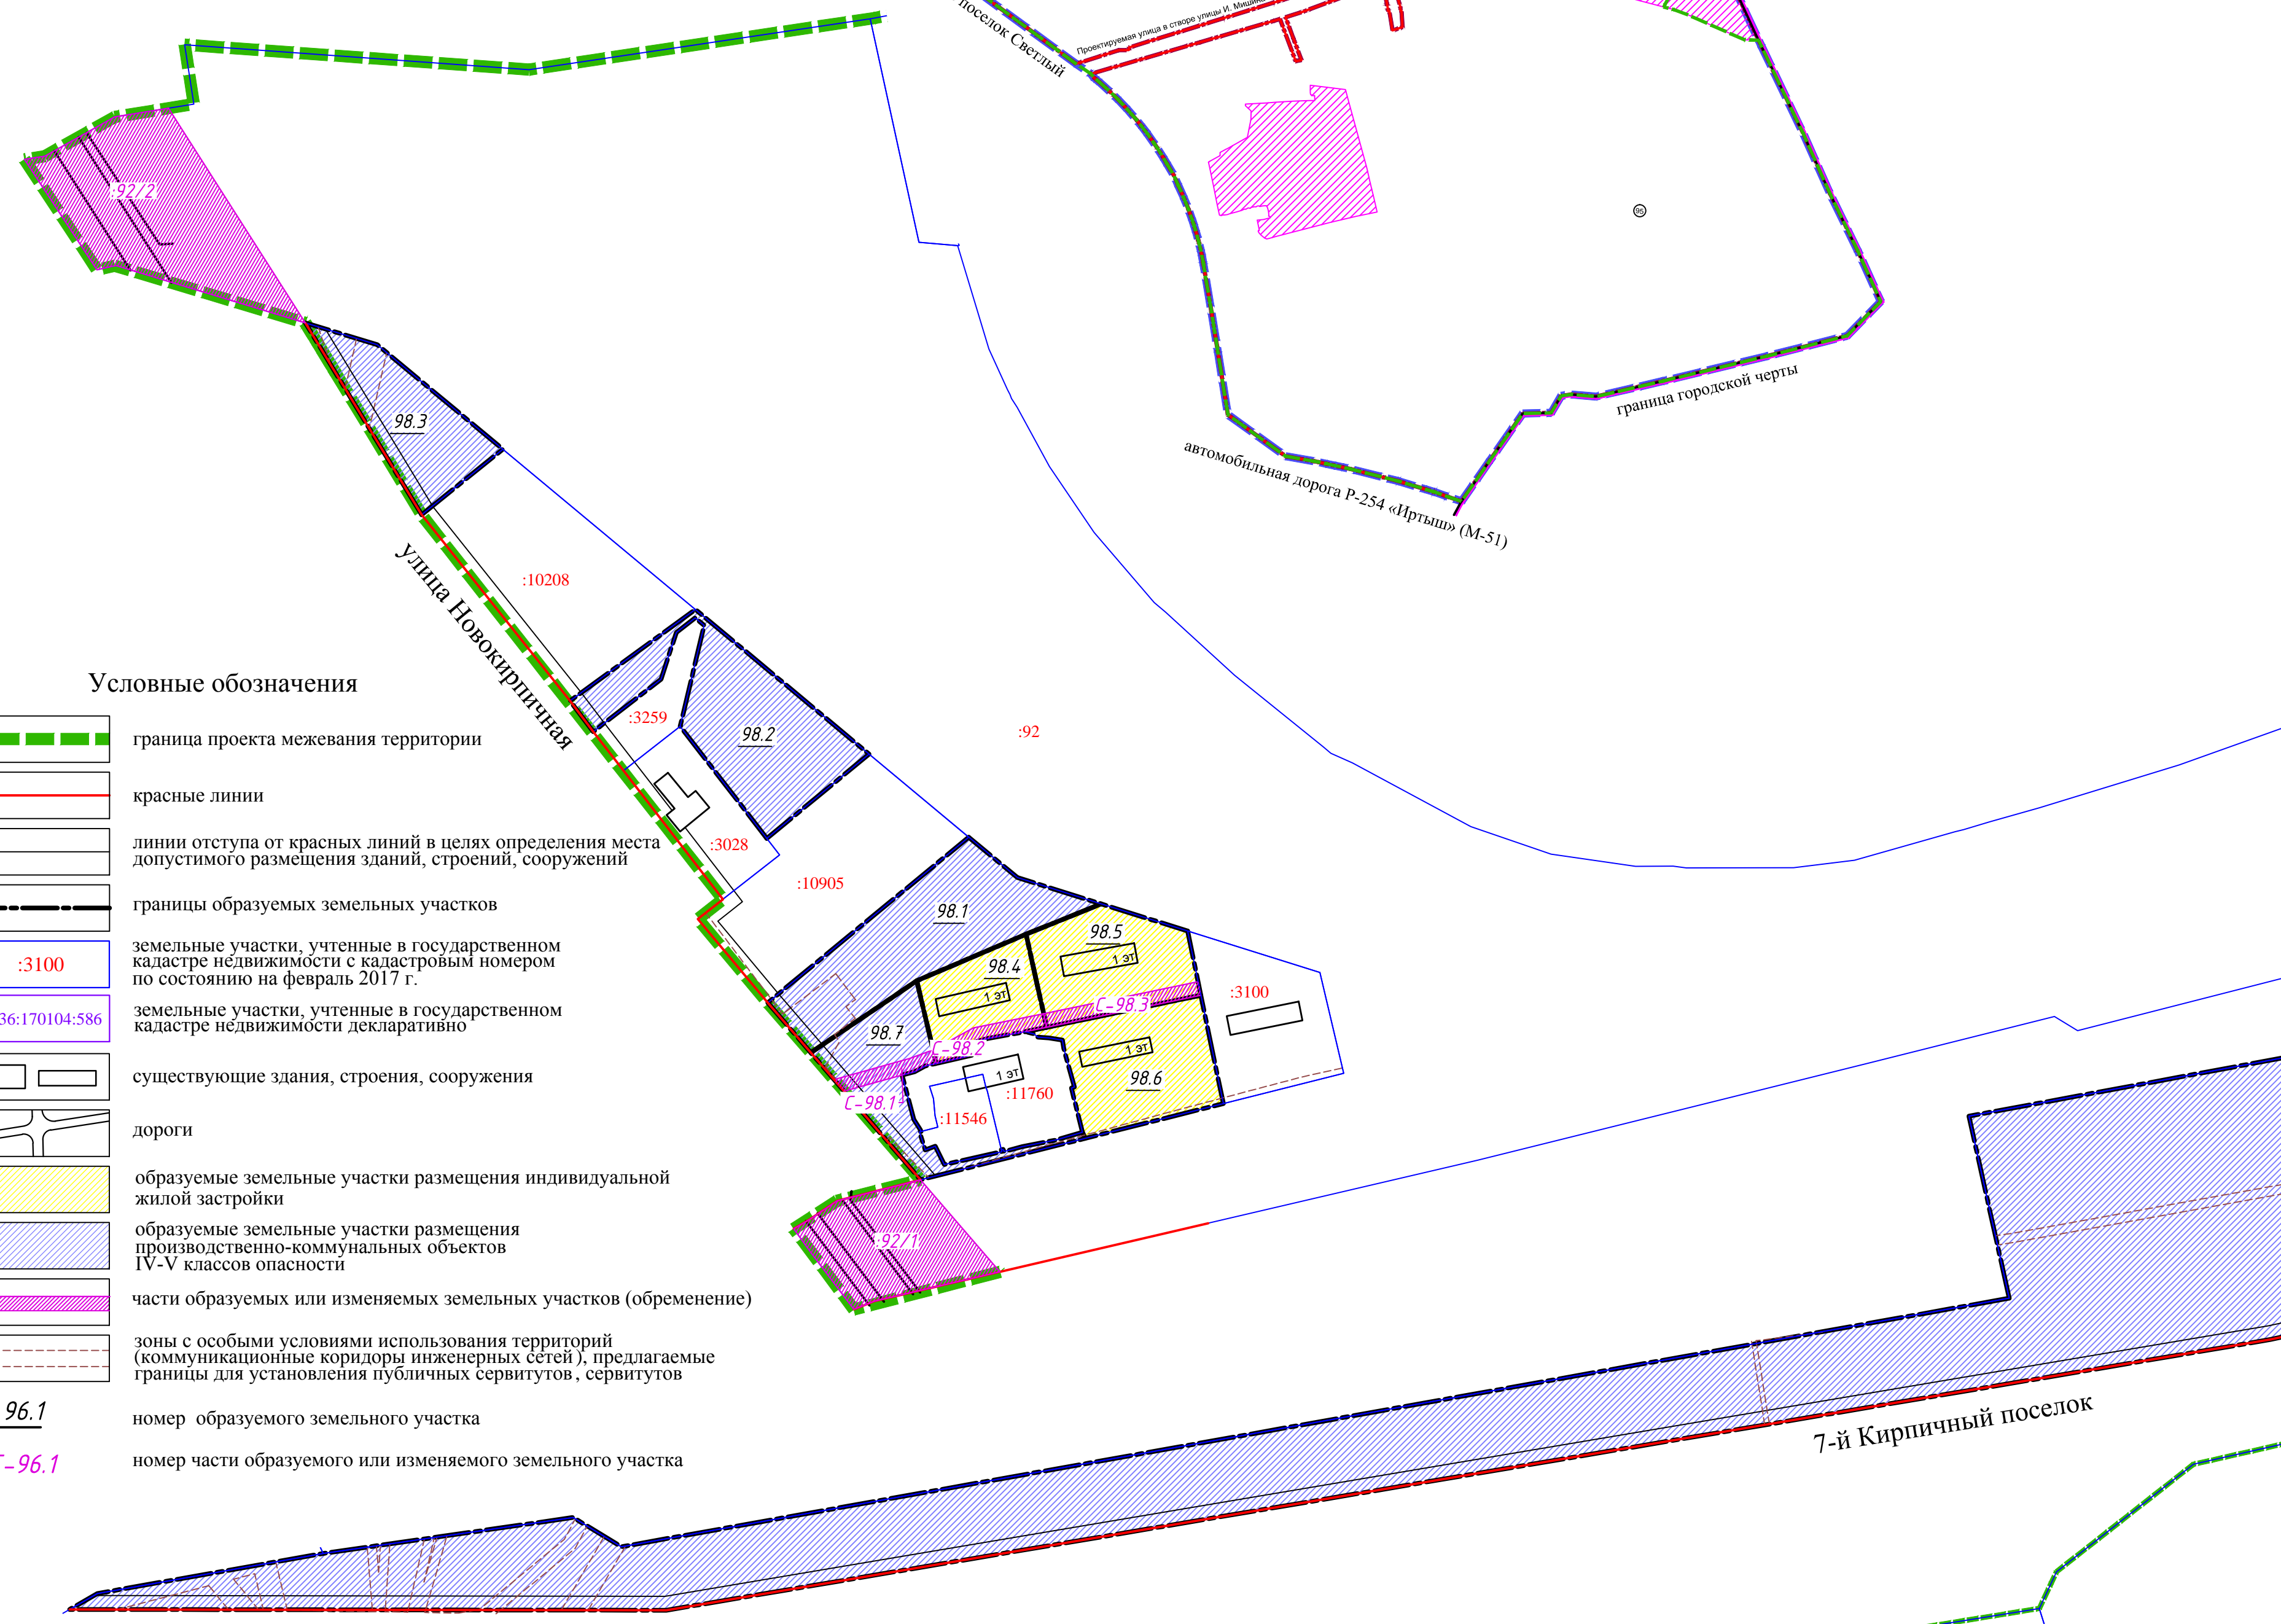 поселок Светлый
Проектируемая улица в створе улицы И. Мишина
95
граница городской черты
автомобильная дорога Р-254 «Иртыш» (М-51)
:92/2
98.3
улица Новокирпичная
:10208
:3259
98.2
:92
:3028
:10905
98.1
98.5
1 эт
98.4
1 эт
:3100
С-98.3
98.7
С-98.2
1 эт
98.6
1 эт
:11760
С-98.1
:11546
:92/1
7-й Кирпичный поселок
Условные обозначения
граница проекта межевания территории
красные линии
линии отступа от красных линий в целях определения места
допустимого размещения зданий, строений, сооружений
границы образуемых земельных участков
:3100
земельные участки, учтенные в государственном
кадастре недвижимости с кадастровым номером
по состоянию на февраль 2017 г.
36:170104:586
земельные участки, учтенные в государственном
кадастре недвижимости декларативно
существующие здания, строения, сооружения
дороги
образуемые земельные участки размещения индивидуальной
жилой застройки
образуемые земельные участки размещения
производственно-коммунальных объектов
IV-V классов опасности
части образуемых или изменяемых земельных участков (обременение)
зоны с особыми условиями использования территорий
(коммуникационные коридоры инженерных сетей), предлагаемые
границы для установления публичных сервитутов, сервитутов
96.1
номер образуемого земельного участка
С-96.1
номер части образуемого или изменяемого земельного участка